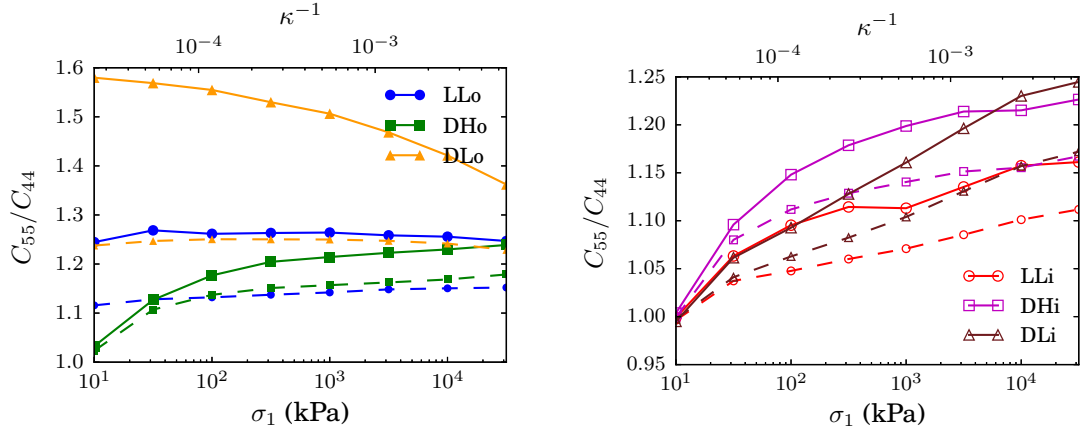 κ⁻¹
10⁻⁴ 10⁻³
1.6
1.5
1.4
1.3
1.2
1.1
1.0
C₅₅/C₄₄
LLo
DHo
DLo
10¹ 10² 10³ 10⁴
σ₁ (kPa)
κ⁻¹
10⁻⁴ 10⁻³
1.25
1.20
1.15
1.10
1.05
1.00
0.95
C₅₅/C₄₄
LLi
DHi
DLi
10¹ 10² 10³ 10⁴
σ₁ (kPa)